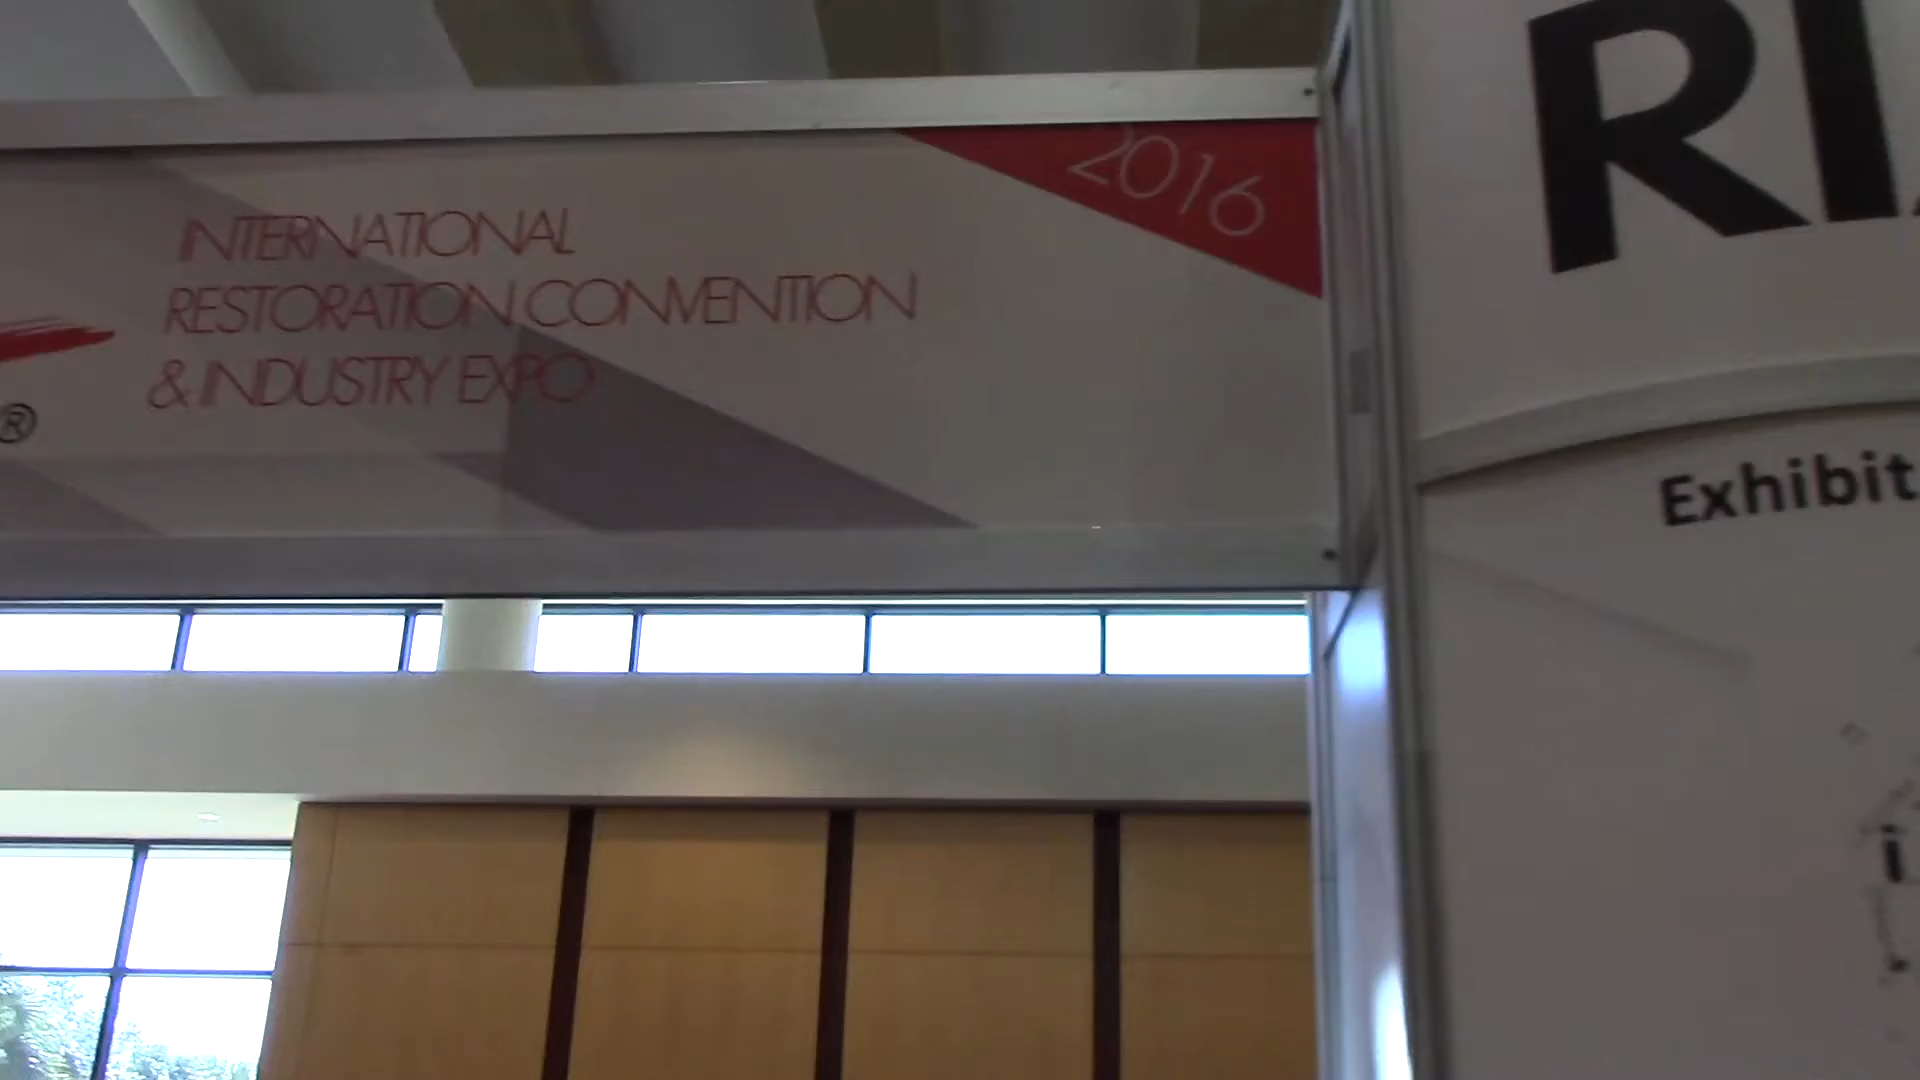 INTERNATIONAL
RESTORATION CONVENTION
& INDUSTRY EXPO
®
2016
RI
Exhibit